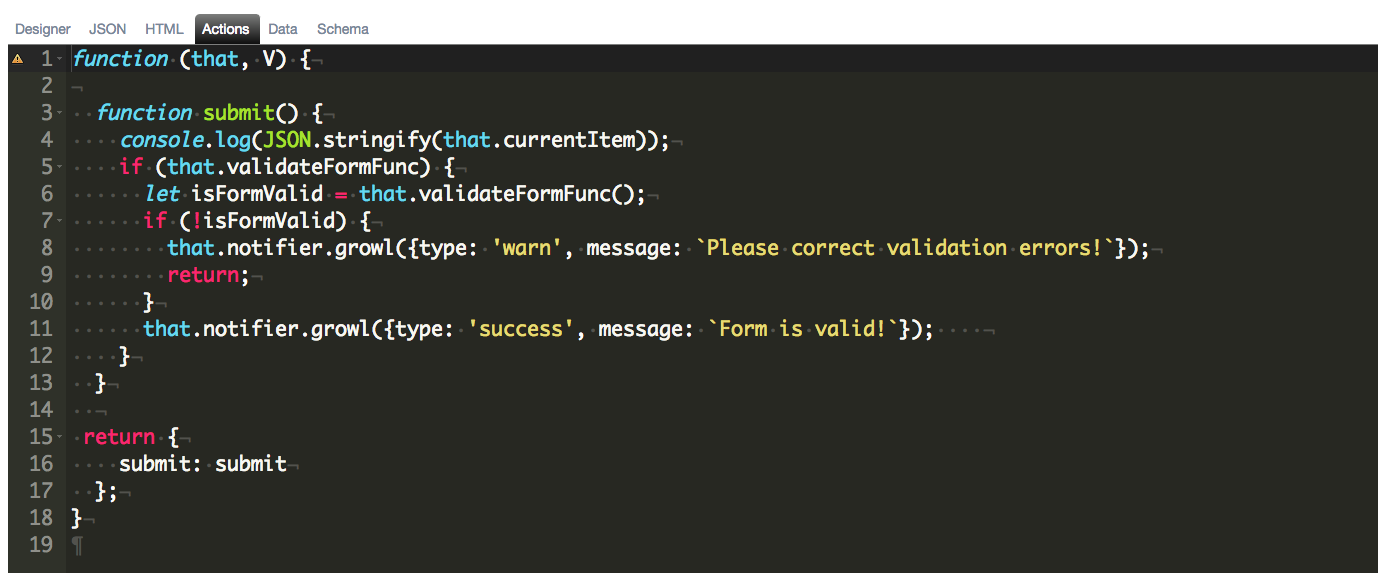 Designer JSON HTML Actions Data Schema
1 function (that, V) {
2
3   function submit() {
4     console.log(JSON.stringify(that.currentItem));
5     if (that.validateFormFunc) {
6       let isFormValid = that.validateFormFunc();
7       if (!isFormValid) {
8         that.notifier.growl({type: 'warn', message: `Please correct validation errors!`});
9         return;
10       }
11       that.notifier.growl({type: 'success', message: `Form is valid!`});
12     }
13   }
14
15  return {
16     submit: submit
17   };
18 }
19